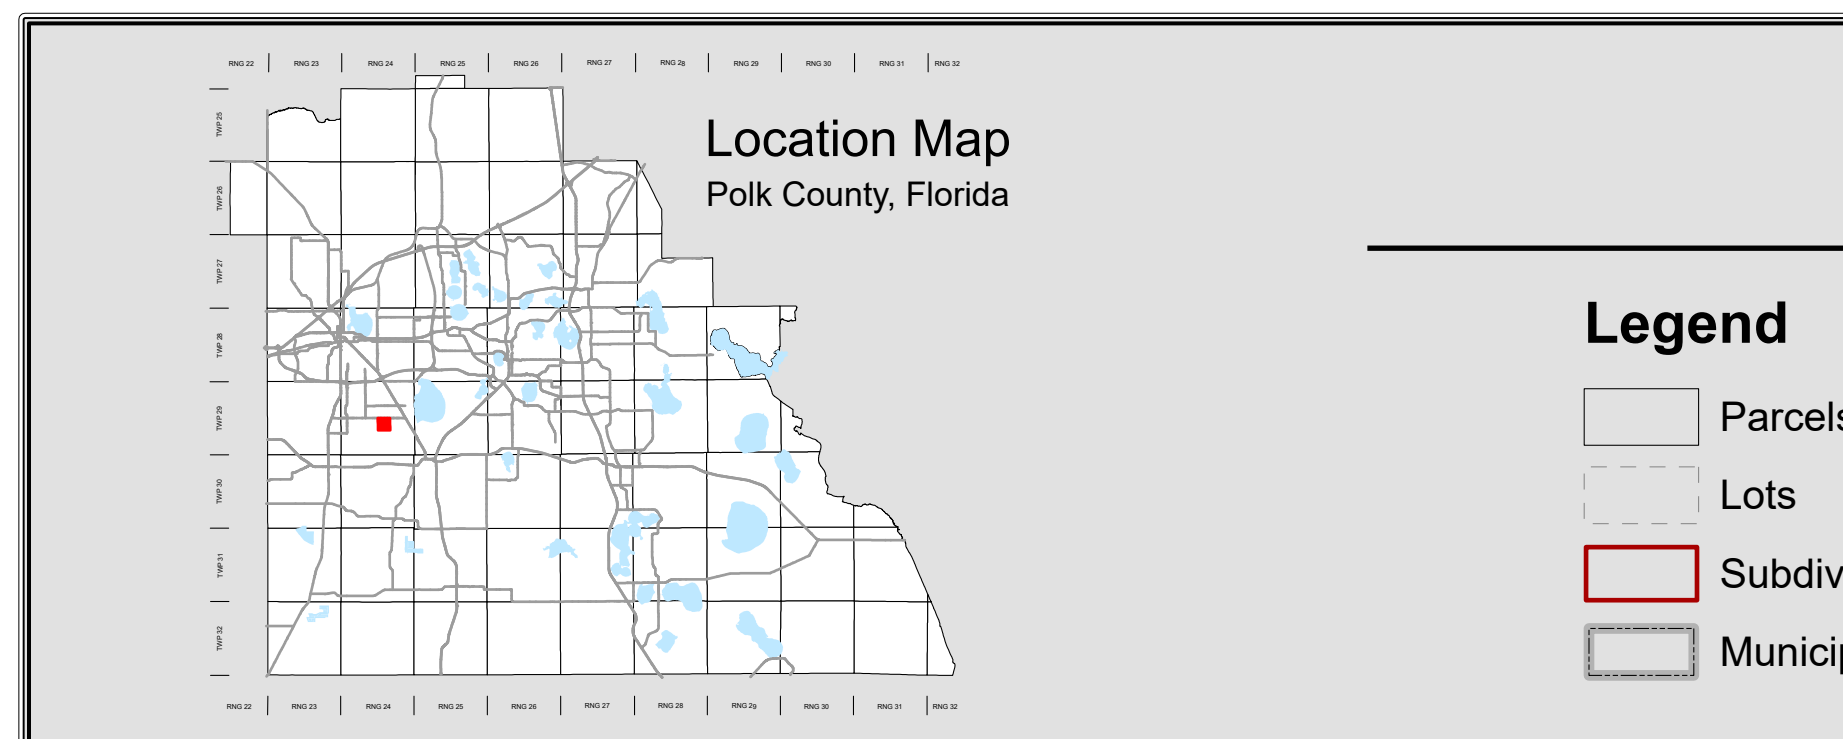 RNG 22 RNG 23 RNG 24 RNG 25 RNG 26 RNG 27 RNG 28 RNG 29 RNG 30 RNG 31 RNG 32
TWP 25
Location Map
Polk County, Florida
TWP 26
TWP 27
TWP 28
TWP 29
TWP 30
TWP 31
TWP 32
RNG 22 RNG 23 RNG 24 RNG 25 RNG 26 RNG 27 RNG 28 RNG 29 RNG 30 RNG 31 RNG 32
Legend
Parcels
Lots
Subdiv
Municip